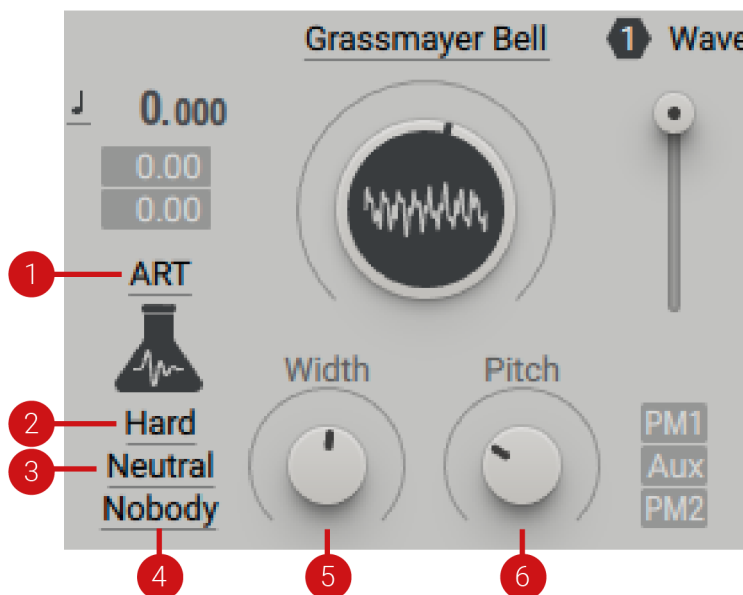 Grassmayer Bell
1 Wave
0.000
0.00
0.00
1 ART
Width Pitch
2 Hard
PM1
3 Neutral
Aux
Nobody
PM2
4 5 6